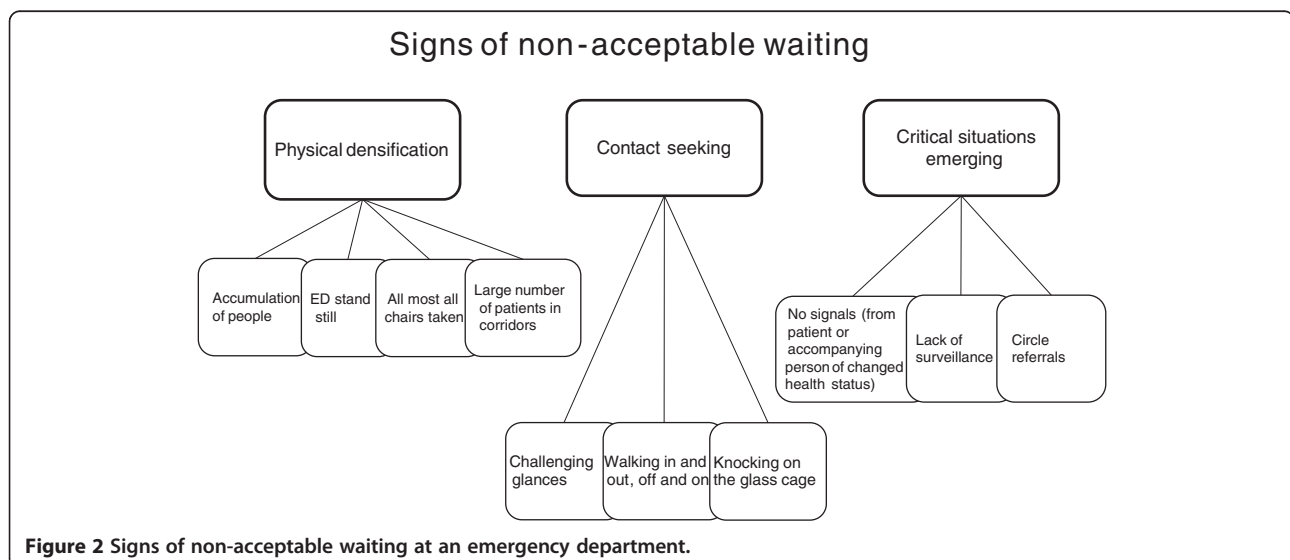 Signs of non-acceptable waiting
Physical densification
Contact seeking
Critical situations
emerging
Accumulation
of people
ED stand
still
All most all
chairs taken
Large number
of patients in
corridors
No signals (from
patient or
accompanying
person of changed
health status)
Lack of
surveillance
Circle
referrals
Challenging
glances
Walking in and
out, off and on
Knocking on
the glass cage
Figure 2 Signs of non-acceptable waiting at an emergency department.